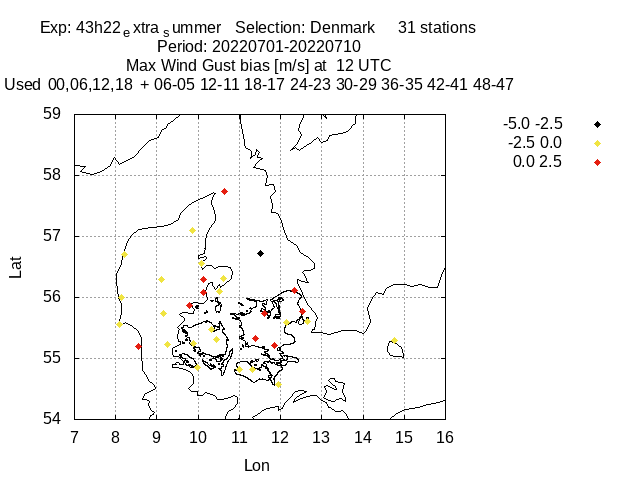 Exp: 43h22 e xtra s ummer Selection: Denmark 31 stations
Period: 20220701-20220710
Max Wind Gust bias [m/s] at 12 UTC
Used 00,06,12,18 + 06-05 12-11 18-17 24-23 30-29 36-35 42-41 48-47
-5.0 -2.5
-2.5 0.0
0.0 2.5
59
58
57
56
55
54
Lat
7 8 9 10 11 12 13 14 15 16
Lon